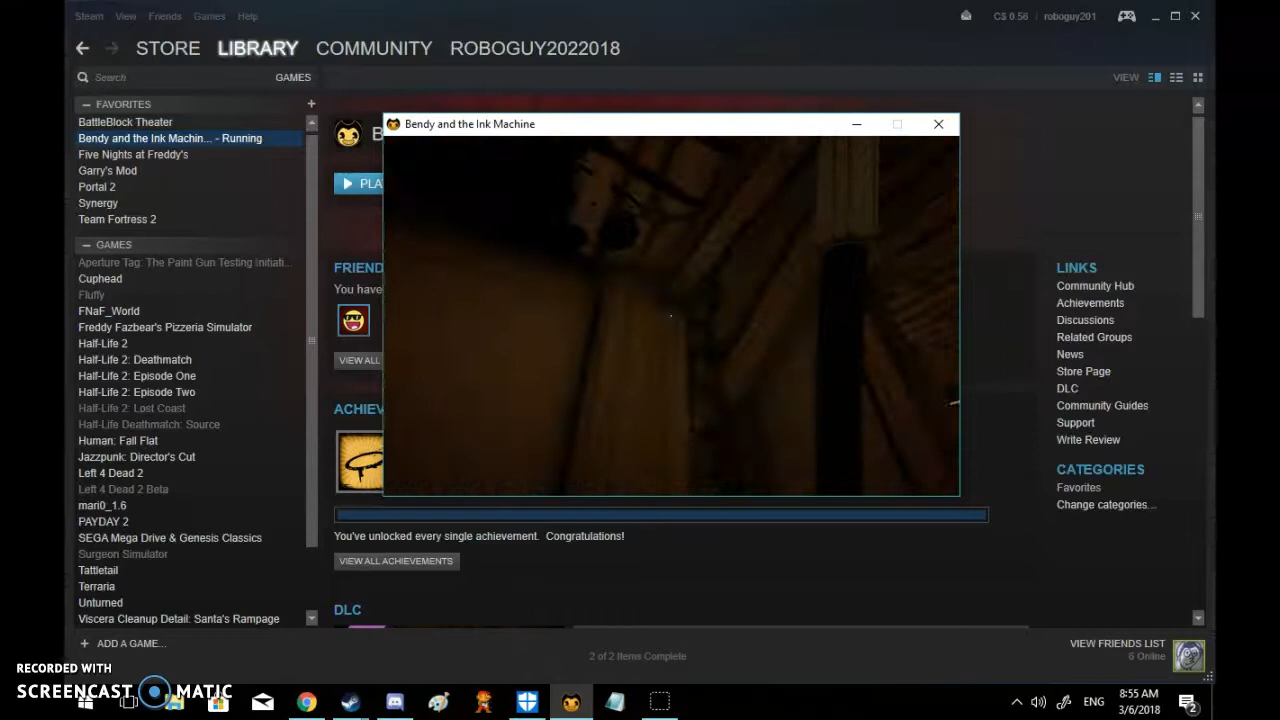 Steam View Friends Games Help
C$ 0.56 roboguy201
STORE LIBRARY COMMUNITY ROBOGUY2022018
Search GAMES
VIEW
FAVORITES
BattleBlock Theater
Bendy and the Ink Machin... - Running
Five Nights at Freddy's
Garry's Mod
Portal 2
Synergy
Team Fortress 2
GAMES
Aperture Tag: The Paint Gun Testing Initiati...
Cuphead
Fluffy
FNaF_World
Freddy Fazbear's Pizzeria Simulator
Half-Life 2
Half-Life 2: Deathmatch
Half-Life 2: Episode One
Half-Life 2: Episode Two
Half-Life 2: Lost Coast
Half-Life Deathmatch: Source
Human: Fall Flat
Jazzpunk: Director's Cut
Left 4 Dead 2
Left 4 Dead 2 Beta
mari0_1.6
PAYDAY 2
SEGA Mega Drive & Genesis Classics
Surgeon Simulator
Tattletail
Terraria
Unturned
Viscera Cleanup Detail: Santa's Rampage
ADD A GAME...
B
Bendy and the Ink Machine
PLA
FRIEND
You have
VIEW ALL
ACHIEV
You've unlocked every single achievement. Congratulations!
VIEW ALL ACHIEVEMENTS
DLC
2 of 2 Items Complete
LINKS
Community Hub
Achievements
Discussions
Related Groups
News
Store Page
DLC
Community Guides
Support
Write Review
CATEGORIES
Favorites
Change categories...
VIEW FRIENDS LIST
6 Online
RECORDED WITH
SCREENCAST MATIC
ENG
8:55 AM
3/6/2018
2